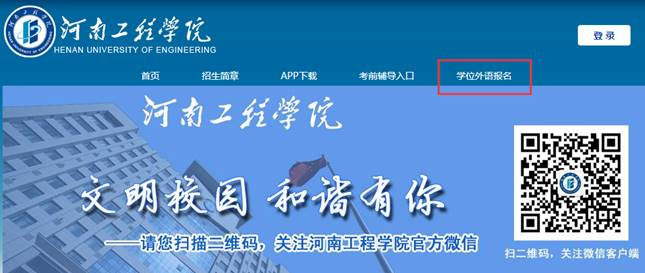 河南工程學院
HENAN UNIVERSITY OF ENGINEERING
登录
首页 招生简章 APP下载 考前辅导入口 学位外语报名
河南工程學院
文明校园 和谐有你
——请您扫描二维码，关注河南工程学院官方微信
扫二维码，关注微信客户端